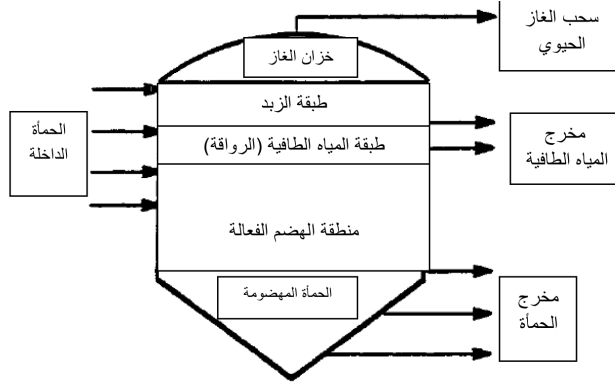 سحب الغاز
الحيوي
خزان الغاز
طبقة الزبد
الحمأة
الداخلة
مخرج
المياه الطافية
طبقة المياه الطافية (الرواقة)
منطقة الهضم الفعالة
الحمأة المهضومة
مخرج
الحمأة